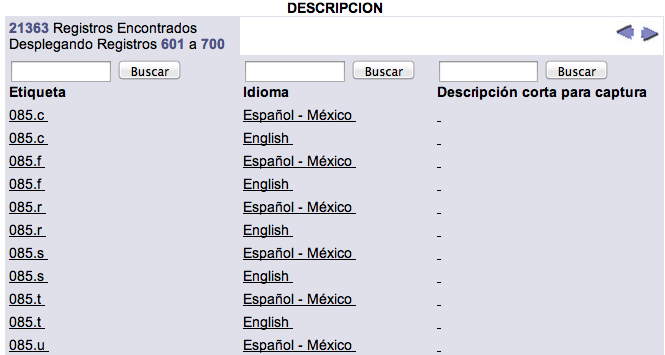 DESCRIPCION
21363 Registros Encontrados
Desplegando Registros 601 a 700
Buscar Buscar Buscar
Etiqueta Idioma Descripción corta para captura
085.c Español - México
085.c English
085.f Español - México
085.f English
085.r Español - México
085.r English
085.s Español - México
085.s English
085.t Español - México
085.t English
085.u Español - México